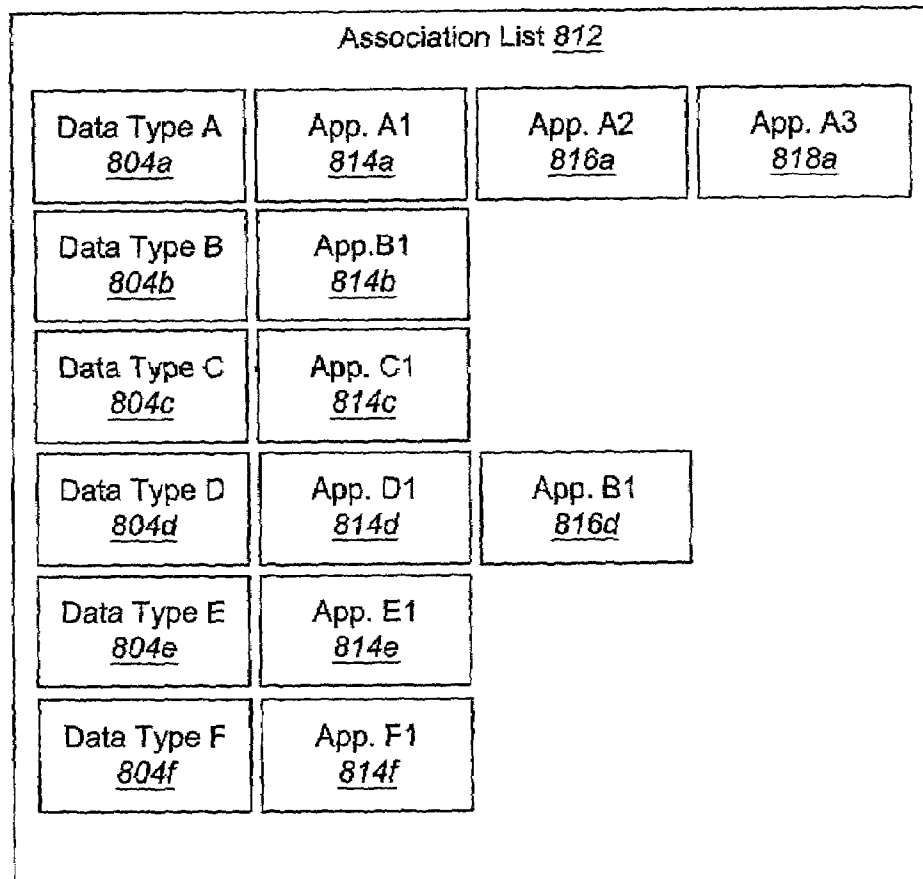 Association List 812
Data Type A App. A1 App. A2 App. A3
804a 814a 816a 818a
Data Type B App.B1
804b 814b
Data Type C App. C1
804c 814c
Data Type D App. D1 App. B1
804d 814d 816d
Data Type E App. E1
804e 814e
Data Type F App. F1
804f 814f